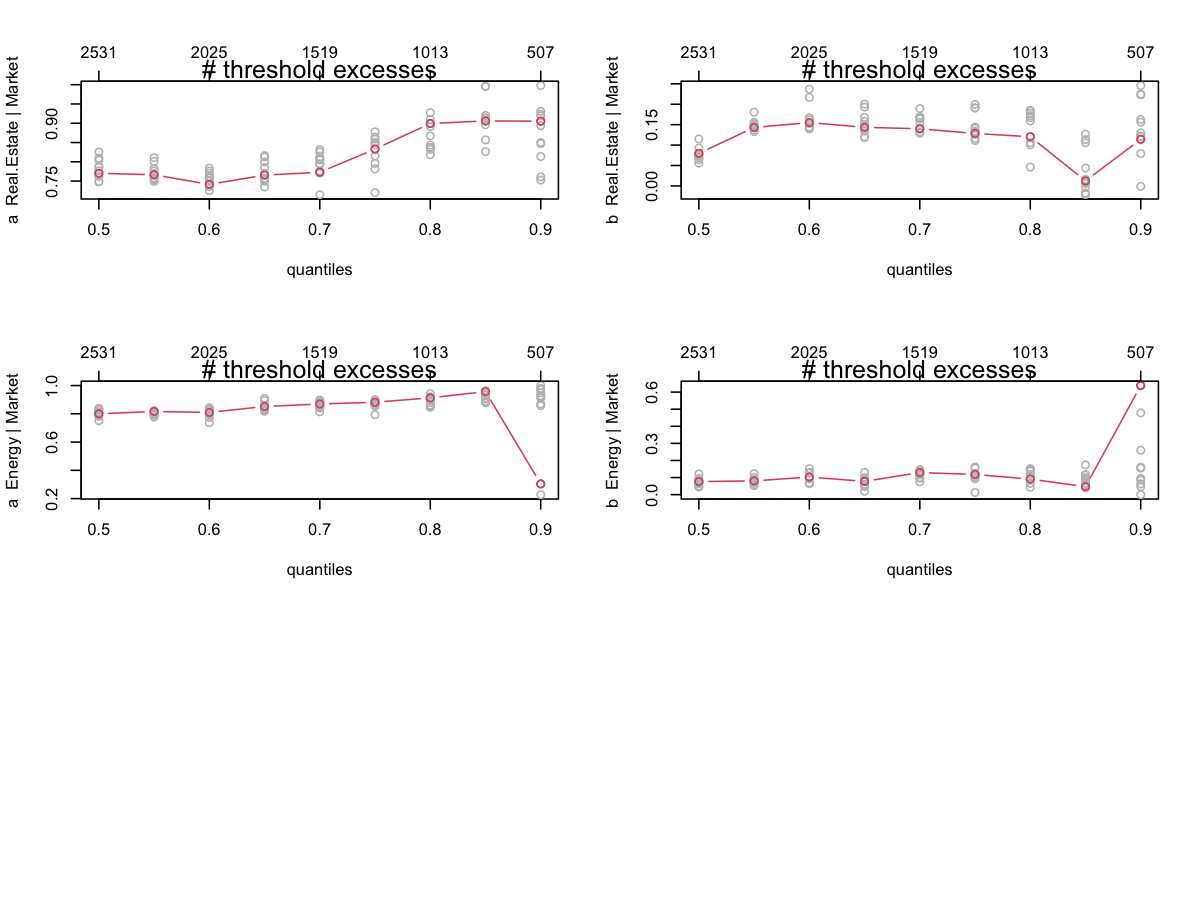 2531 2025 1519 1013 507
# threshold excesses
a Real.Estate | Market
0.90
0.75
0.5 0.6 0.7 0.8 0.9
quantiles
2531 2025 1519 1013 507
# threshold excesses
b Real.Estate | Market
0.15
0.00
0.5 0.6 0.7 0.8 0.9
quantiles
2531 2025 1519 1013 507
# threshold excesses
a Energy | Market
1.0
0.6
0.2
0.5 0.6 0.7 0.8 0.9
quantiles
2531 2025 1519 1013 507
# threshold excesses
b Energy | Market
0.6
0.3
0.0
0.5 0.6 0.7 0.8 0.9
quantiles